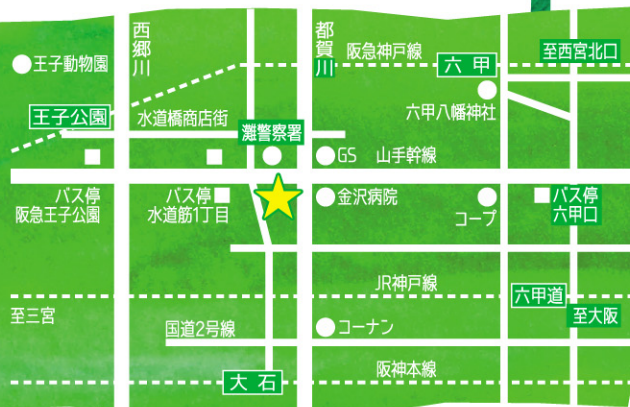 西郷川
都賀川
王子動物園
阪急神戸線
六甲
至西宮北口
王子公園
水道橋商店街
六甲八幡神社
灘警察署
GS
山手幹線
バス停
阪急王子公園
バス停
水道筋1丁目
金沢病院
コープ
バス停
六甲口
JR神戸線
六甲道
至三宮
至大阪
国道2号線
コーナン
阪神本線
大石